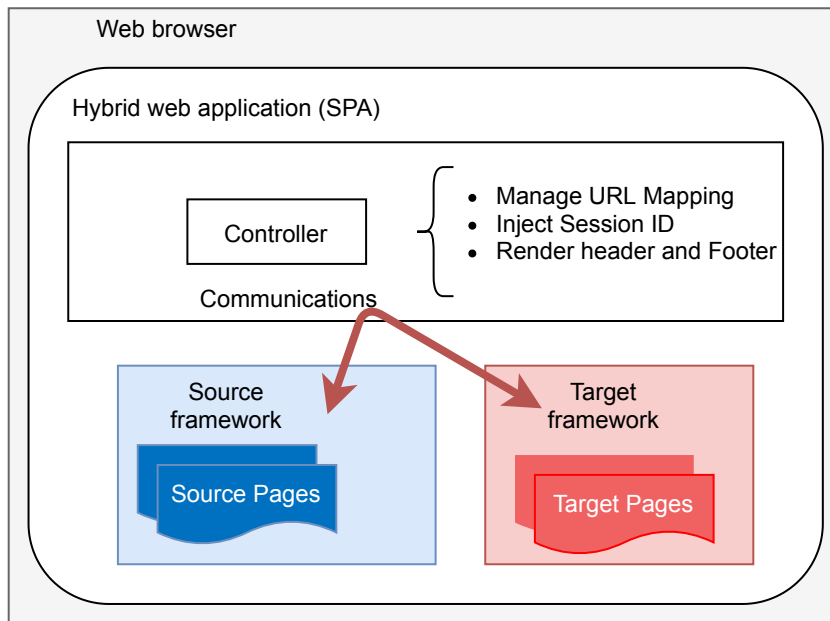 Web browser
Hybrid web application (SPA)
Controller
• Manage URL Mapping
• Inject Session ID
• Render header and Footer
Communications
Source
framework
Source Pages
Target
framework
Target Pages